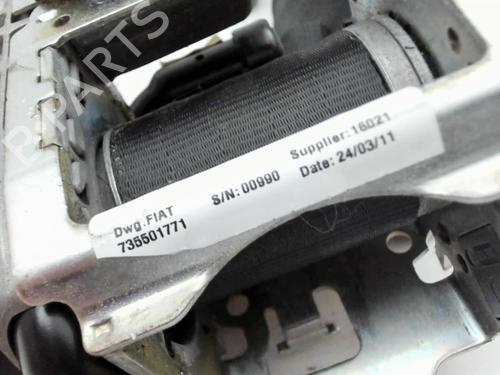 B-PARTS
Dwg:FIAT
735501771
S/N: 00990
Supplier: 16021
Date: 24/03/11